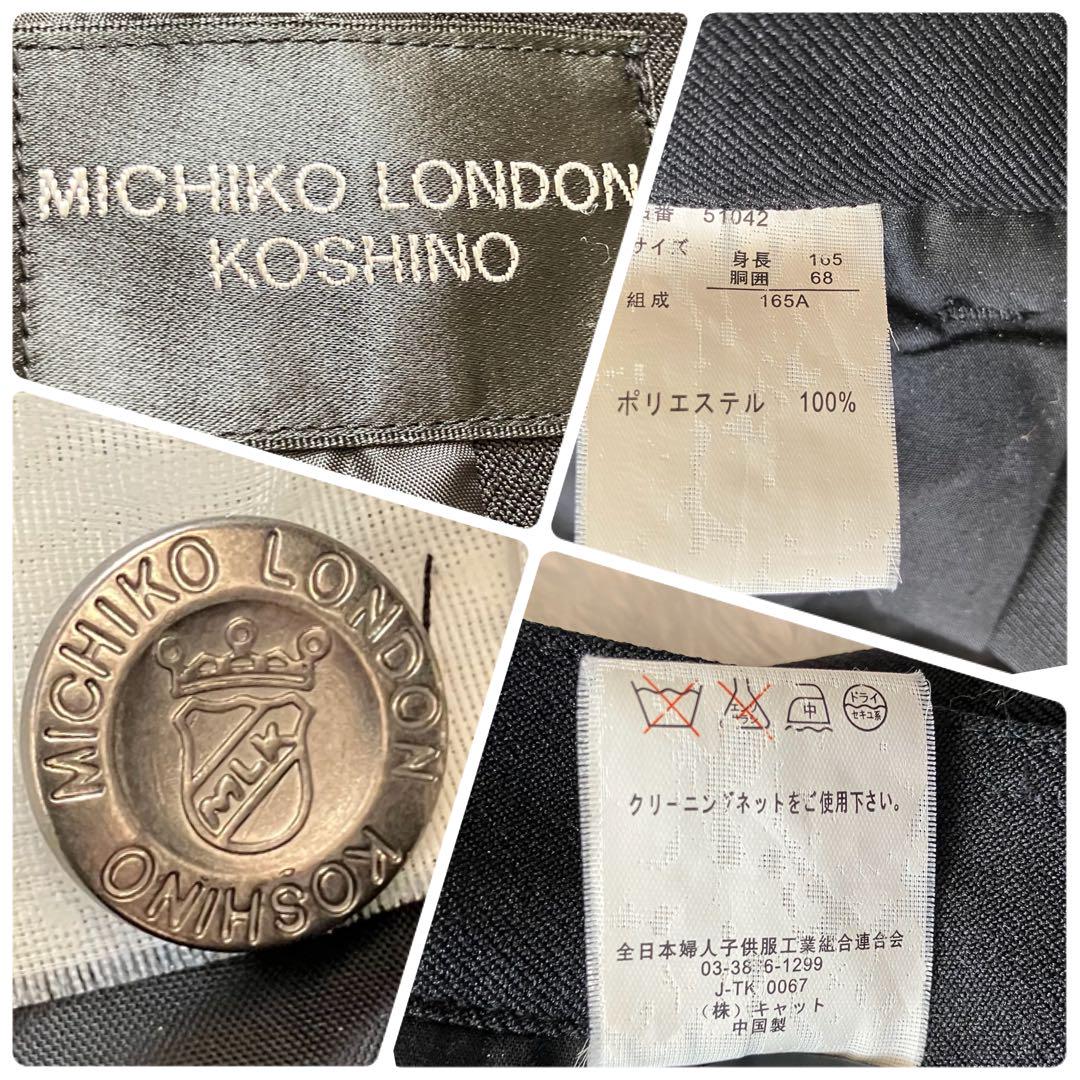 MICHIKO LONDON
KOSHINO
51042
サイズ 身長 165
胴囲 68
組成 165A
ポリエステル 100%
MICHIKO LONDON
KOSHINO
MLK
中
ドライ
セキユ系
クリーニングネットをご使用下さい。
全日本婦人子供服工業組合連合会
J-TK 0067
(株)キャット
中国製